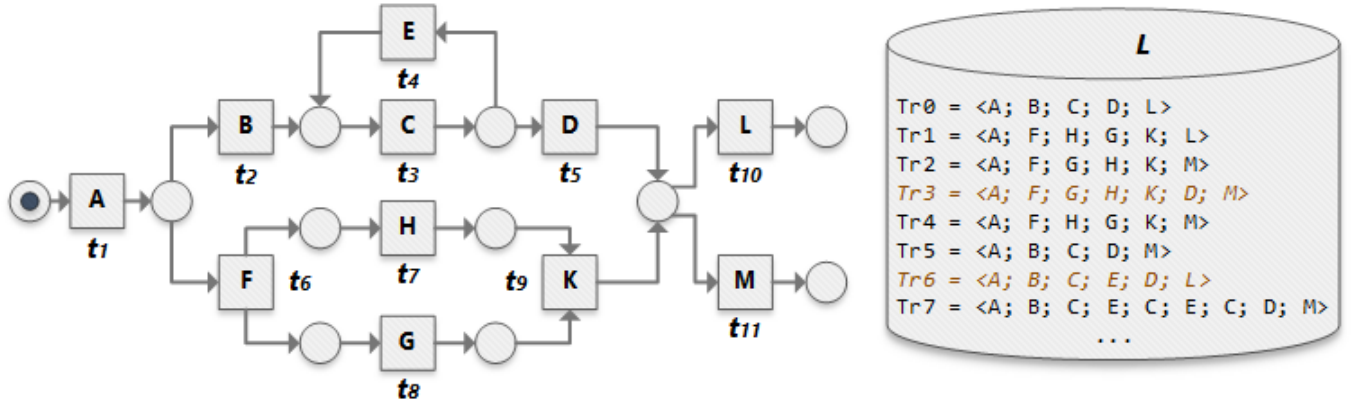 E
t4
B
t2
C
t3
D
t5
L
t10
A
t1
F
t6
H
t7
t9
K
M
t11
G
t8
L
Tr0 = <A; B; C; D; L>
Tr1 = <A; F; H; G; K; L>
Tr2 = <A; F; G; H; K; M>
Tr3 = <A; F; G; H; K; D; M>
Tr4 = <A; F; H; G; K; M>
Tr5 = <A; B; C; D; M>
Tr6 = <A; B; C; E; D; L>
Tr7 = <A; B; C; E; C; E; C; D; M>
...